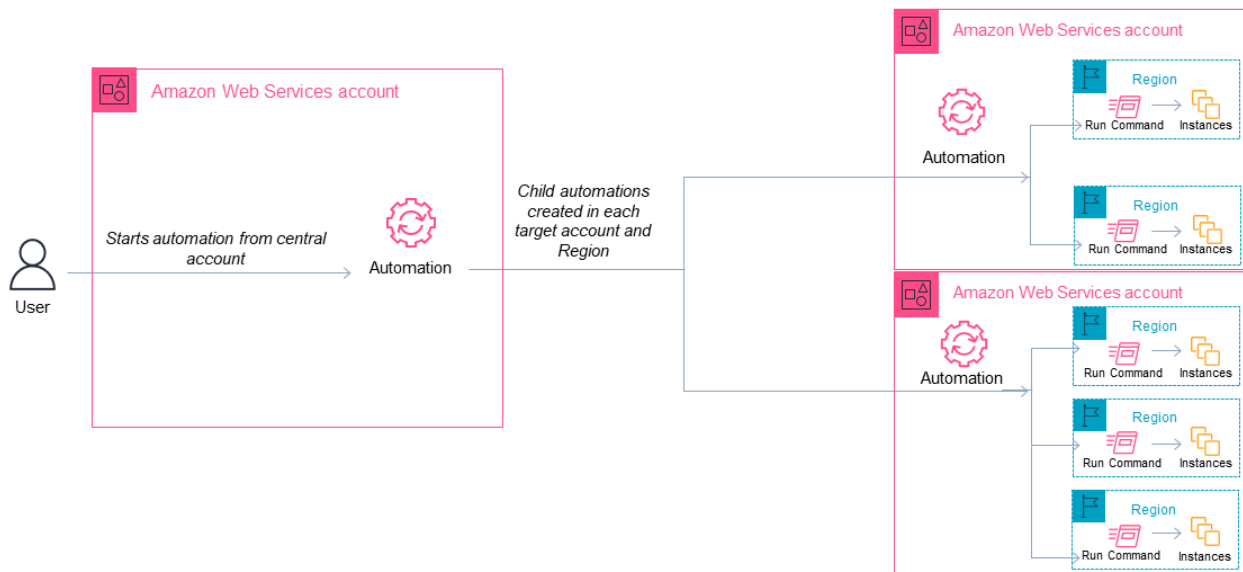 Amazon Web Services account
Starts automation from central
account
User
Automation
Child automations
created in each
target account and
Region
Amazon Web Services account
Automation
Region
Run Command
Instances
Region
Run Command
Instances
Amazon Web Services account
Automation
Region
Run Command
Instances
Region
Run Command
Instances
Region
Run Command
Instances